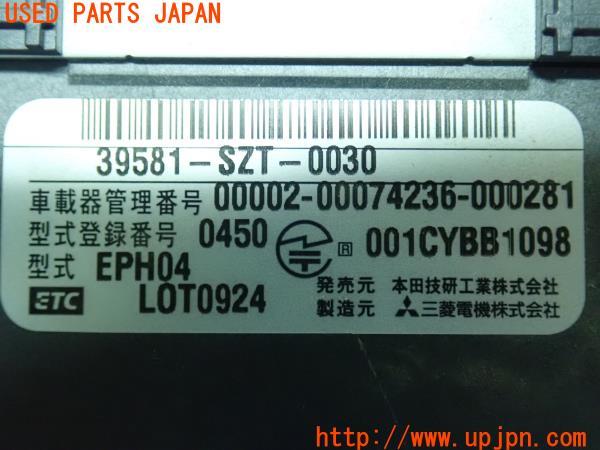 USED PARTS JAPAN
39581-SZT-0030
車載器管理番号 00002-00074236-000281
型式登録番号 0450 R 001CYBB1098
型式 EPH04
ETC LOT0924
発売元 本田技研工業株式会社
製造元 三菱電機株式会社
UPJ www.upjpn.com